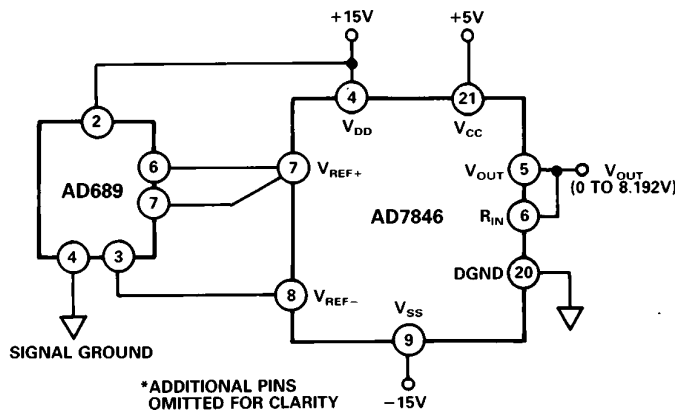 +15V
+5V
2
4
21
VDD
VCC
6
7
AD689
7
VREF+
VOUT
5
VOUT
(0 TO 8.192V)
AD7846
RIN
6
4
3
8
VREF−
DGND
20
VSS
9
SIGNAL GROUND
*ADDITIONAL PINS
OMITTED FOR CLARITY
−15V